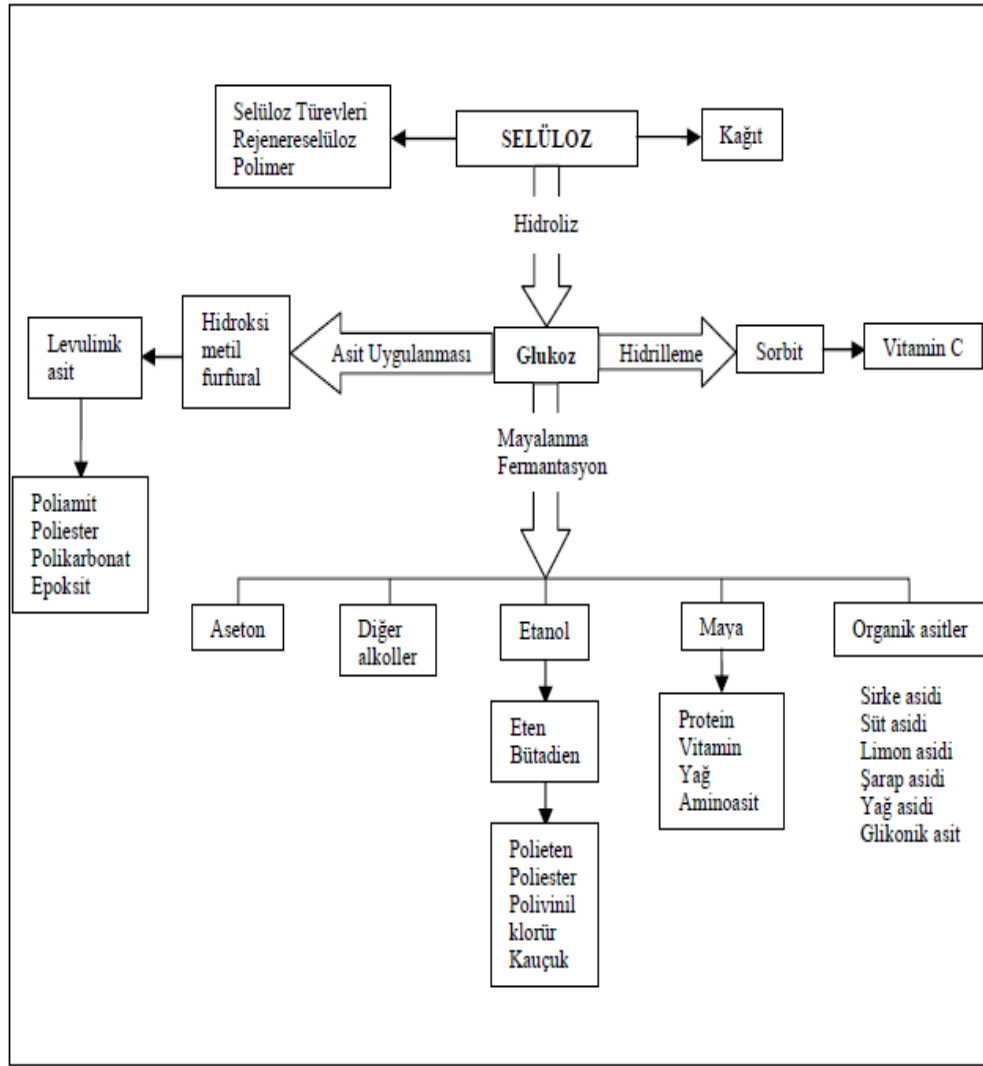 Selüloz Türevleri
Rejenereselüloz
Polimer
SELÜLOZ
Kağıt
Hidroliz
Levulinik
asit
Hidroksi
metil
furfural
Asit Uygulanması
Glukoz
Hidrilleme
Sorbit
Vitamin C
Mayalanma
Fermantasyon
Poliamit
Poliester
Polikarbonat
Epoksit
Aseton
Diğer
alkoller
Etanol
Maya
Organik asitler
Eten
Bütadien
Protein
Vitamin
Yağ
Aminoasit
Sirke asidi
Süt asidi
Limon asidi
Şarap asidi
Yağ asidi
Glikonik asit
Polieten
Poliester
Polivinil
klorür
Kauçuk